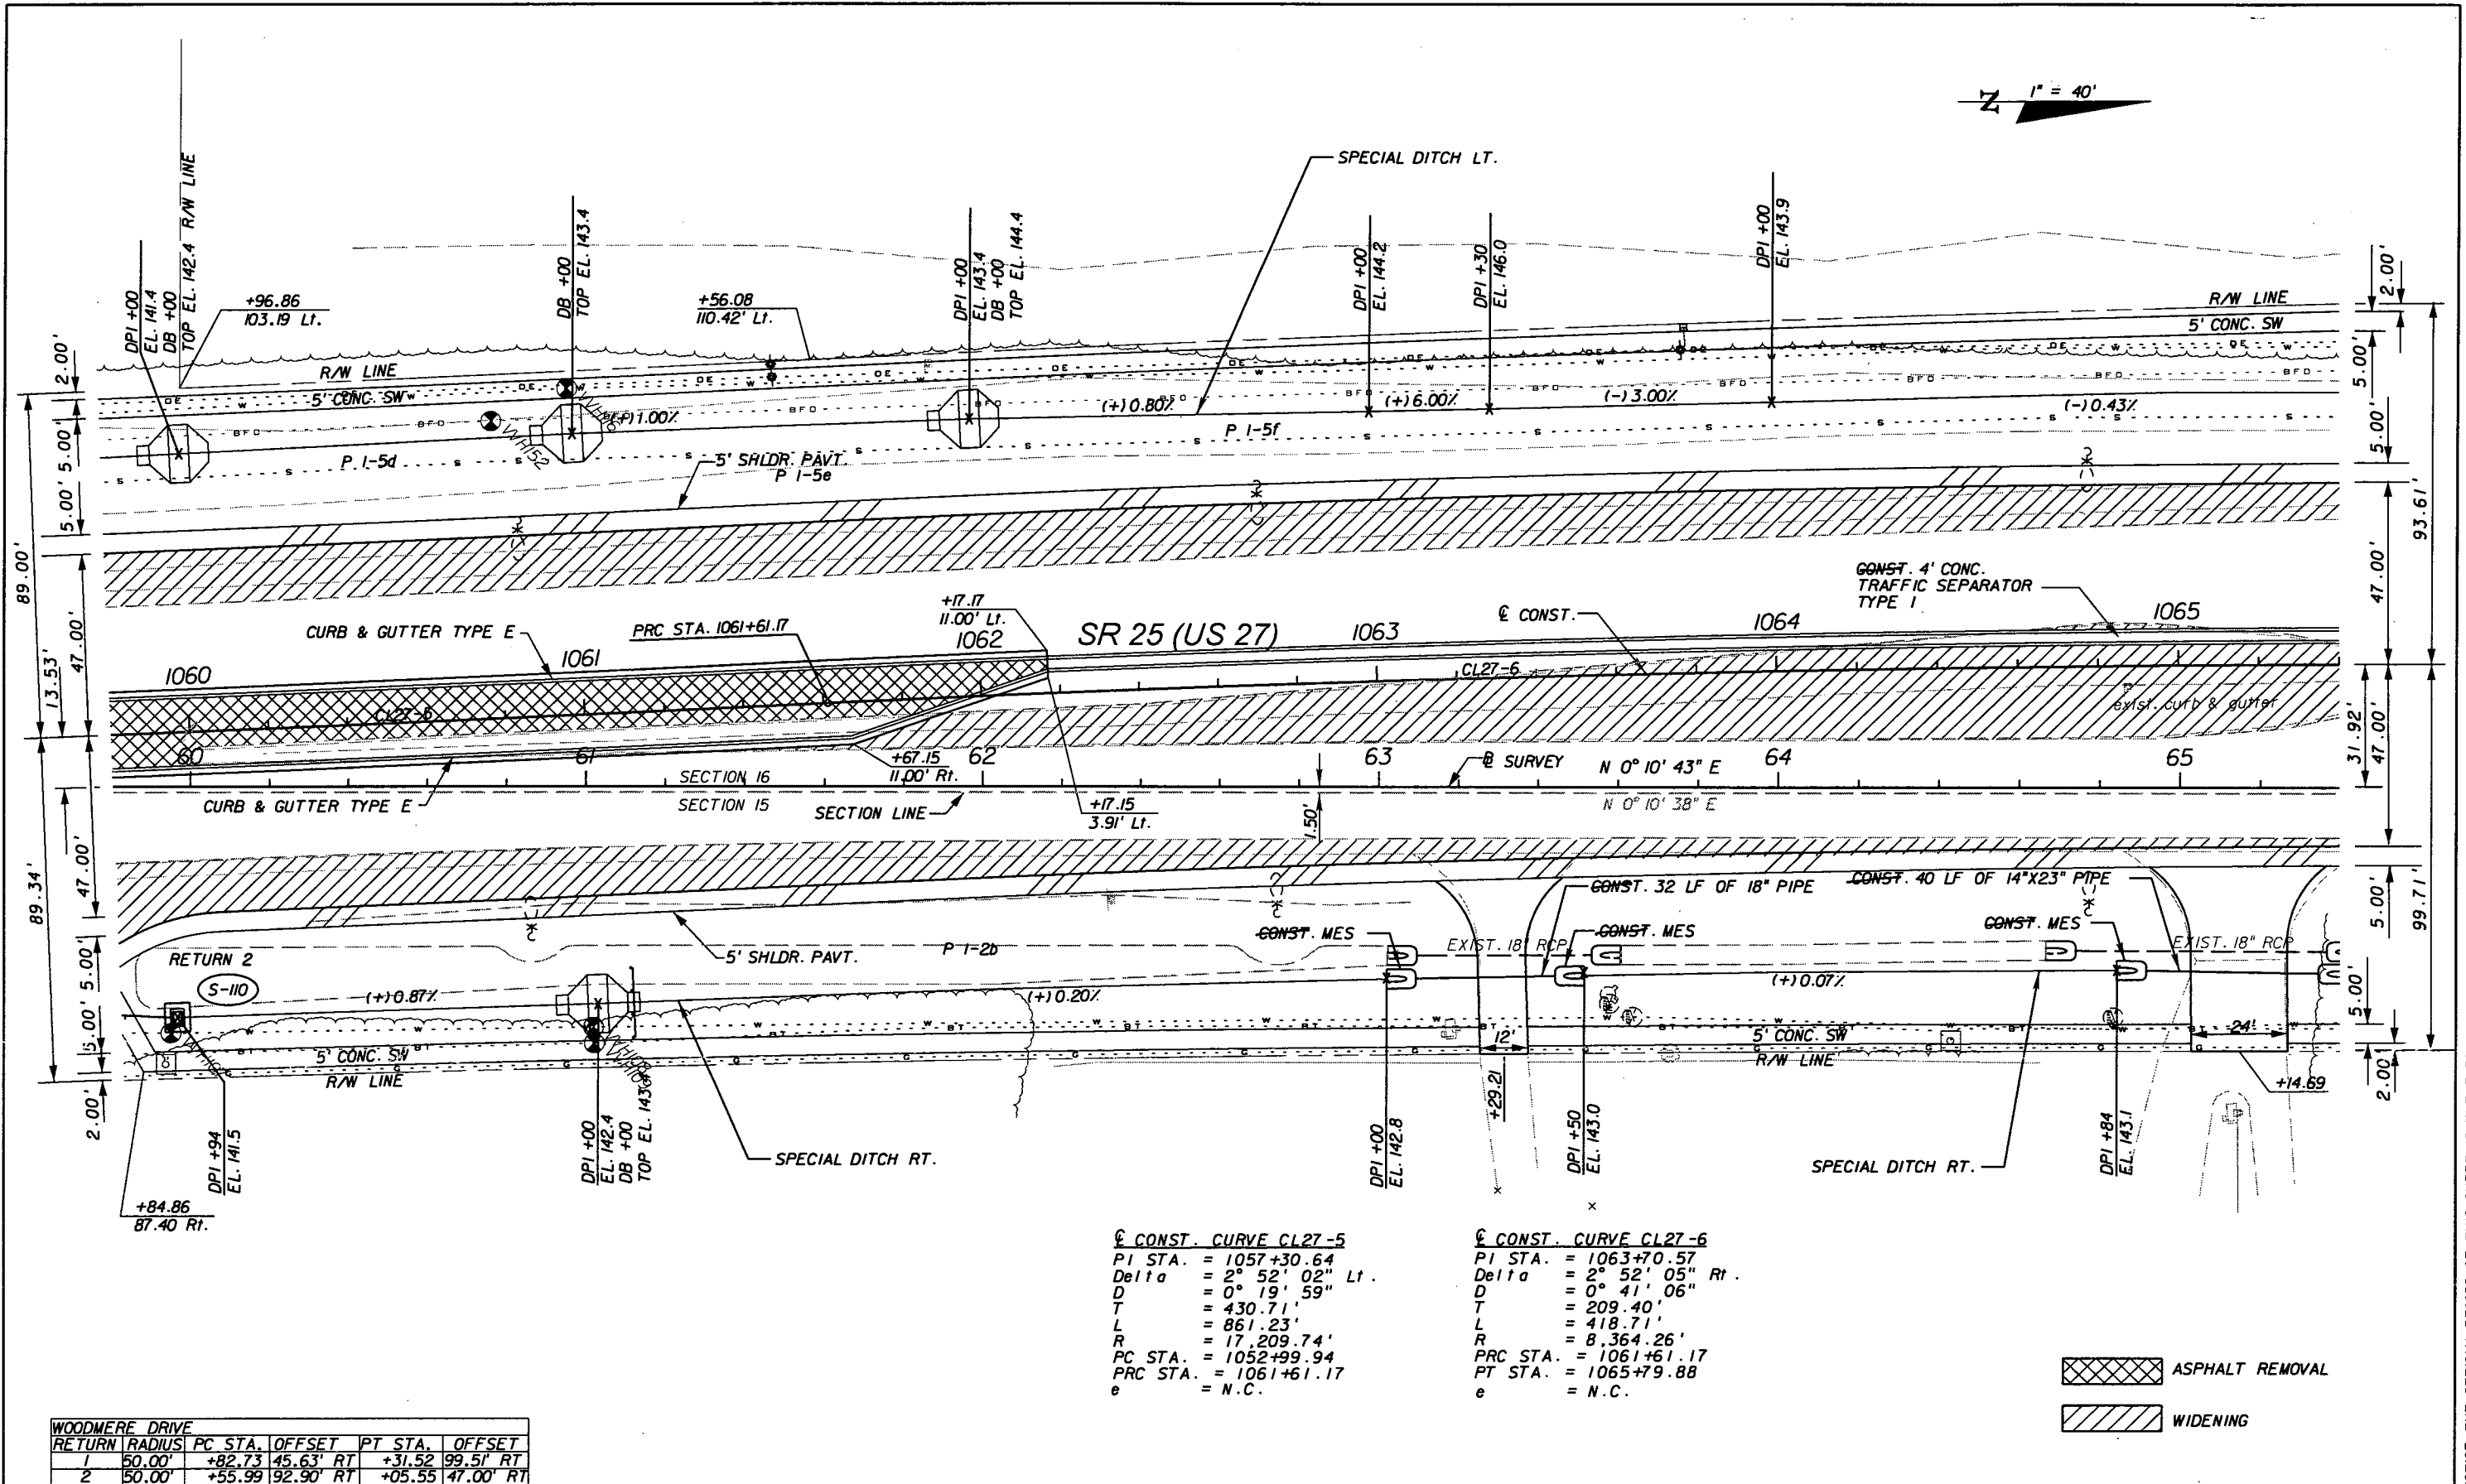 1" = 40'
N
SPECIAL DITCH LT.
DPI +00
EL. 141.4
DB +00
TOP EL. 142.4 R/W LINE
+96.86
103.19 Lt.
DB +00
TOP EL. 143.4
+56.08
110.42' Lt.
DPI +00
EL. 143.4
DB +00
TOP EL. 144.4
DPI +00
EL. 144.2
DPI +30
EL. 146.0
DPI +00
EL. 143.9
R/W LINE
5' CONC. SW
R/W LINE
5' CONC. SW
2.00'
5.00'
5.00'
89.00'
47.00'
13.53'
2.00'
5.00'
5.00'
93.61'
47.00'
(+)1.00%
(+)0.80%
(+)6.00%
(-)3.00%
(-)0.43%
P 1-5d
VH152
5' SHLDR. PAVT.
P 1-5e
P 1-5f
CURB & GUTTER TYPE E
PRC STA. 1061+61.17
+17.17
11.00' Lt.
SR 25 (US 27)
℄ CONST.
CONST. 4' CONC.
TRAFFIC SEPARATOR
TYPE 1
1060
1061
1062
1063
1064
1065
CL27-5
CL27-6
exist. curb & gutter
60
61
62
63
64
65
+67.15
11.00' Rt.
SECTION 16
SECTION 15
SECTION LINE
CURB & GUTTER TYPE E
+17.15
3.91' Lt.
1.50'
B SURVEY
N 0° 10' 43" E
N 0° 10' 38" E
31.92'
47.00'
89.34'
47.00'
5.00'
5.00'
2.00'
99.71'
5.00'
5.00'
2.00'
CONST. 32 LF OF 18" PIPE
CONST. 40 LF OF 14"X23" PIPE
CONST. MES
CONST. MES
CONST. MES
EXIST. 18" RCP
EXIST. 18" RCP
RETURN 2
S-110
5' SHLDR. PAVT.
P 1-2b
(+)0.87%
(+)0.20%
(+)0.07%
5' CONC. SW
R/W LINE
5' CONC. SW
R/W LINE
12'
24'
+29.21
+14.69
DPI +94
EL. 141.5
+84.86
87.40 Rt.
DPI +00
EL. 142.4
DB +00
TOP EL. 143.4
SPECIAL DITCH RT.
DPI +00
EL. 142.8
DPI +50
EL. 143.0
SPECIAL DITCH RT.
DPI +84
EL. 143.1
℄ CONST. CURVE CL27-5
PI STA. = 1057+30.64
Delta = 2° 52' 02" Lt.
D = 0° 19' 59"
T = 430.71'
L = 861.23'
R = 17,209.74'
PC STA. = 1052+99.94
PRC STA. = 1061+61.17
e = N.C.
℄ CONST. CURVE CL27-6
PI STA. = 1063+70.57
Delta = 2° 52' 05" Rt.
D = 0° 41' 06"
T = 209.40'
L = 418.71'
R = 8,364.26'
PRC STA. = 1061+61.17
PT STA. = 1065+79.88
e = N.C.
ASPHALT REMOVAL
WIDENING
WOODMERE DRIVE
RETURN RADIUS PC STA. OFFSET PT STA. OFFSET
1 50.00' +82.73 45.63' RT +31.52 99.51' RT
2 50.00' +55.99 92.90' RT +05.55 47.00' RT